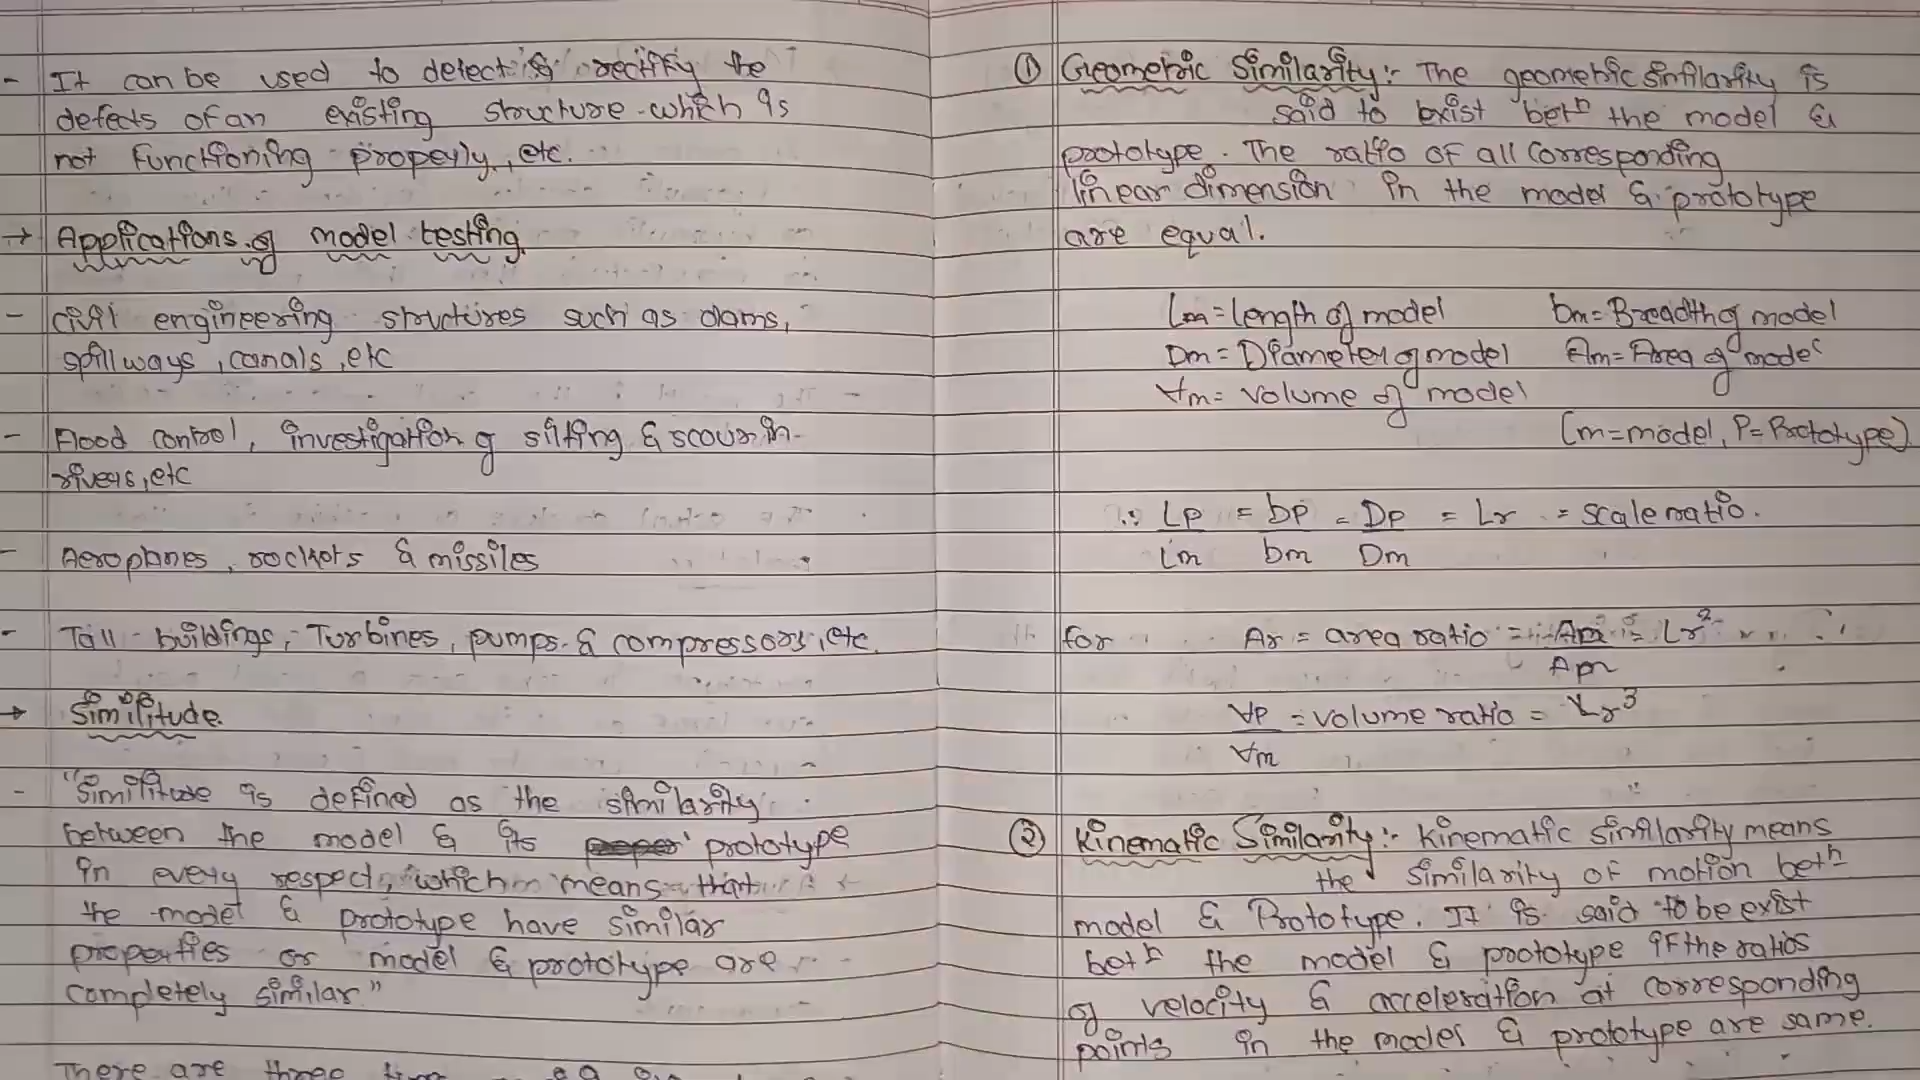 - It can be used to detect & rectify the
defects of an existing structure which is
not functioning properly, etc.
→ Applications of model testing.
- civil engineering structures such as dams,
spillways, canals, etc
- Flood control, investigation of silting & scour in
rivers, etc
- Aeroplanes, rockets & missiles
- Tall buildings, Turbines, pumps & compressors, etc.
→ Similitude.
- "Similitude is defined as the similarity
between the model & its prototype
in every respect, which means that
the model & prototype have similar
properties or model & prototype are
completely similar"
There are three
① Geometric Similarity:- The geometric similarity is
said to exist betⁿ the model &
prototype. The ratio of all corresponding
linear dimension in the model & prototype
are equal.
Lm = length of model bm = Breadth of model
Dm = Diameter of model Am = Area of model
∀m = volume of model
(m = model, P = Prototype)
∴ Lp = bp = Dp = Lr = scale ratio.
Lm bm Dm
for Ar = area ratio = Am = Lr²
Apm
∀p = volume ratio = Lr³
∀m
② Kinematic Similarity:- Kinematic similarity means
the similarity of motion betⁿ
model & Prototype. It is said to be exist
betⁿ the model & prototype if the ratios
of velocity & acceleration at corresponding
points in the model & prototype are same.